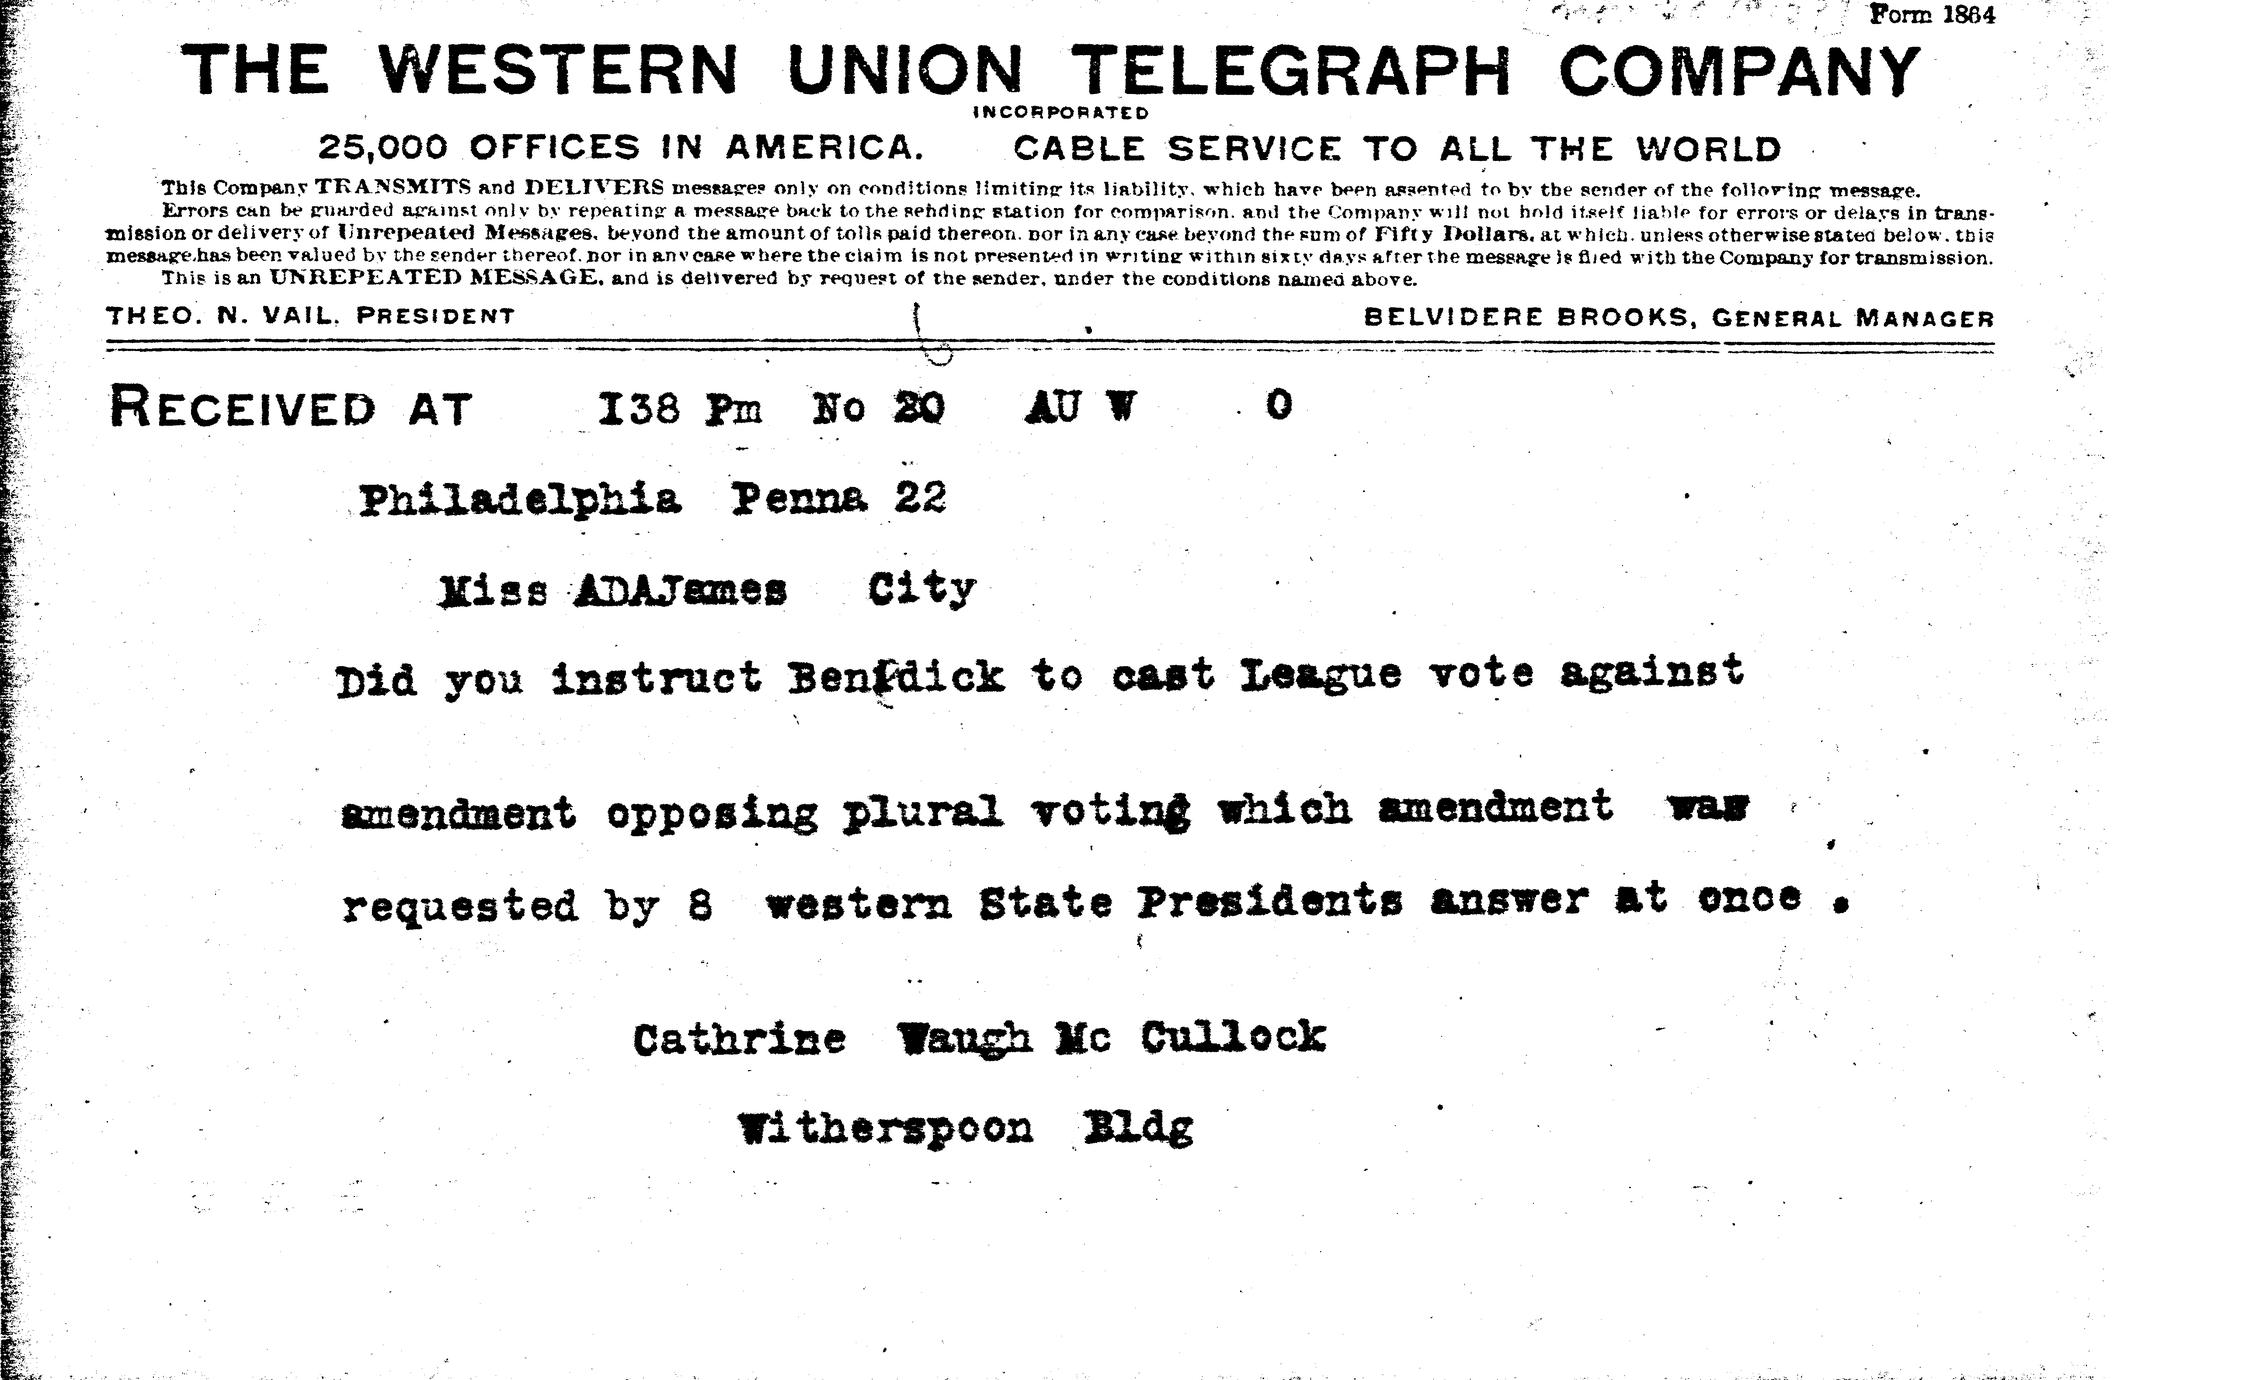 Form 1864
THE WESTERN UNION TELEGRAPH COMPANY
INCORPORATED
25,000 OFFICES IN AMERICA. CABLE SERVICE TO ALL THE WORLD
This Company TRANSMITS and DELIVERS messages only on conditions limiting its liability, which have been assented to by the sender of the following message.
Errors can be guarded against only by repeating a message back to the sending station for comparison, and the Company will not hold itself liable for errors or delays in trans-
mission or delivery of Unrepeated Messages, beyond the amount of tolls paid thereon, nor in any case beyond the sum of Fifty Dollars, at which, unless otherwise stated below, this
message has been valued by the sender thereof, nor in any case where the claim is not presented in writing within sixty days after the message is filed with the Company for transmission.
This is an UNREPEATED MESSAGE, and is delivered by request of the sender, under the conditions named above.
THEO. N. VAIL, PRESIDENT BELVIDERE BROOKS, GENERAL MANAGER
RECEIVED AT I38 Pm No 20 AU W O
Philadelphia Penna 22
Miss ADAJames City
Did you instruct Benidick to cast League vote against
amendment opposing plural voting which amendment was
requested by 8 western State Presidents answer at once .
Cathrine Waugh Mc Cullock
Witherspoon Bldg